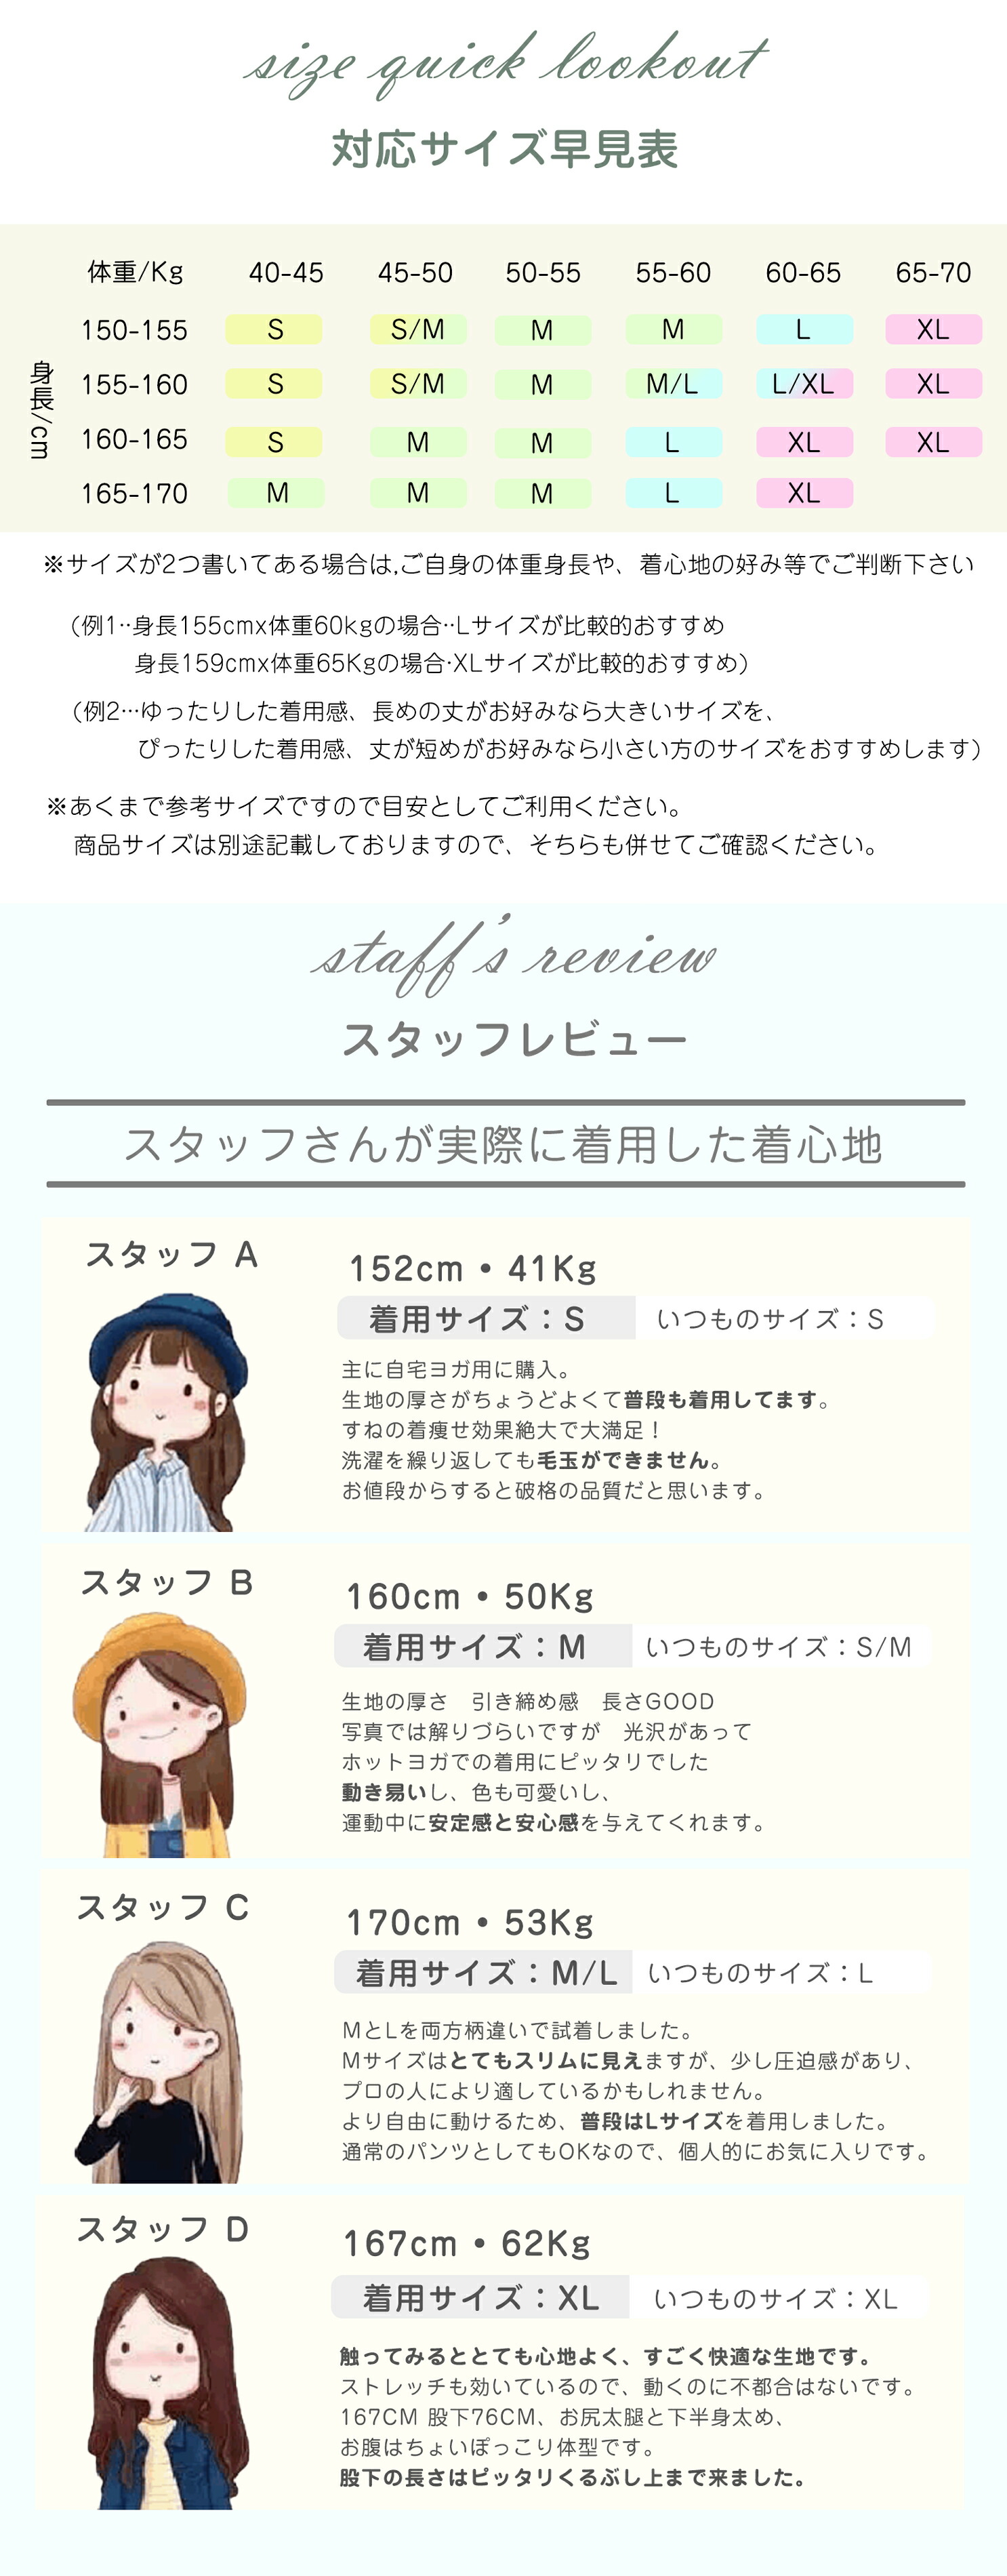 size quick lookout
対応サイズ早見表
体重/Kg 40-45 45-50 50-55 55-60 60-65 65-70
身長/cm
150-155 S S/M M M L XL
155-160 S S/M M M/L L/XL XL
160-165 S M M L XL XL
165-170 M M M L XL
※サイズが2つ書いてある場合は,ご自身の体重身長や、着心地の好み等でご判断下さい
(例1··身長155cmx体重60kgの場合··Lサイズが比較的おすすめ
身長159cmx体重65Kgの場合·XLサイズが比較的おすすめ)
(例2···ゆったりした着用感、長めの丈がお好みなら大きいサイズを、
ぴったりした着用感、丈が短めがお好みなら小さい方のサイズをおすすめします)
※あくまで参考サイズですので目安としてご利用ください。
商品サイズは別途記載しておりますので、そちらも併せてご確認ください。
staff's review
スタッフレビュー
スタッフさんが実際に着用した着心地
スタッフ A
152cm・41Kg
着用サイズ：S いつものサイズ：S
主に自宅ヨガ用に購入。
生地の厚さがちょうどよくて普段も着用してます。
すねの着痩せ効果絶大で大満足！
洗濯を繰り返しても毛玉ができません。
お値段からすると破格の品質だと思います。
スタッフ B
160cm・50Kg
着用サイズ：M いつものサイズ：S/M
生地の厚さ　引き締め感　長さGOOD
写真では解りづらいですが　光沢があって
ホットヨガでの着用にピッタリでした
動き易いし、色も可愛いし、
運動中に安定感と安心感を与えてくれます。
スタッフ C
170cm・53Kg
着用サイズ：M/L いつものサイズ：L
MとLを両方柄違いで試着しました。
Mサイズはとてもスリムに見えますが、少し圧迫感があり、
プロの人により適しているかもしれません。
より自由に動けるため、普段はLサイズを着用しました。
通常のパンツとしてもOKなので、個人的にお気に入りです。
スタッフ D
167cm・62Kg
着用サイズ：XL いつものサイズ：XL
触ってみるととても心地よく、すごく快適な生地です。
ストレッチも効いているので、動くのに不都合はないです。
167CM 股下76CM、お尻太腿と下半身太め、
お腹はちょいぽっこり体型です。
股下の長さはピッタリくるぶし上まで来ました。